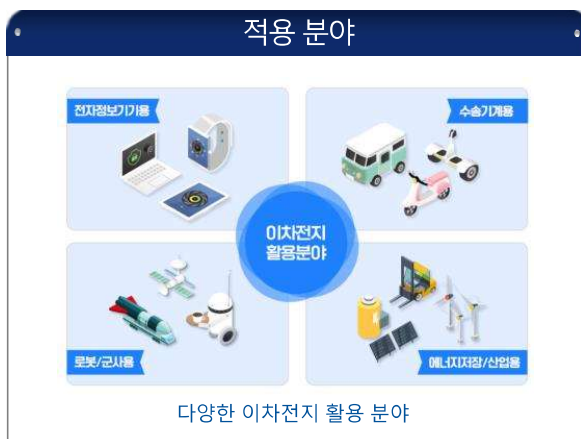 적용 분야
전자정보기기용
수송기계용
이차전지
활용분야
로봇/군사용
에너지저장/산업용
다양한 이차전지 활용 분야